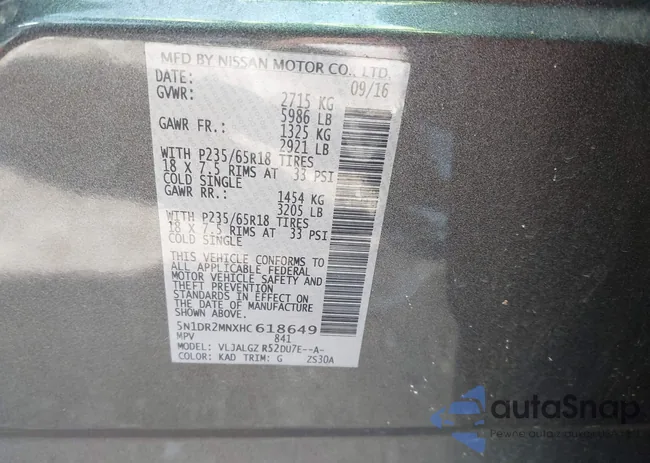 MFD BY NISSAN MOTOR CO., LTD.
DATE: 09/16
GVWR: 2715 KG
5986 LB
GAWR FR.: 1325 KG
2921 LB
WITH P235/65R18 TIRES
18 X 7.5 RIMS AT 33 PSI
COLD SINGLE
GAWR RR.: 1454 KG
3205 LB
WITH P235/65R18 TIRES
18 X 7.5 RIMS AT 33 PSI
COLD SINGLE
THIS VEHICLE CONFORMS TO
ALL APPLICABLE FEDERAL
MOTOR VEHICLE SAFETY AND
THEFT PREVENTION
STANDARDS IN EFFECT ON
THE DATE OF MANUFACTURE
SHOWN ABOVE.
5N1DR2MNXHC618649
MPV 841
MODEL: VLJALGZ R52DU7E--A-
COLOR: KAD TRIM: G ZS30A
autoSnap
Pewne auto